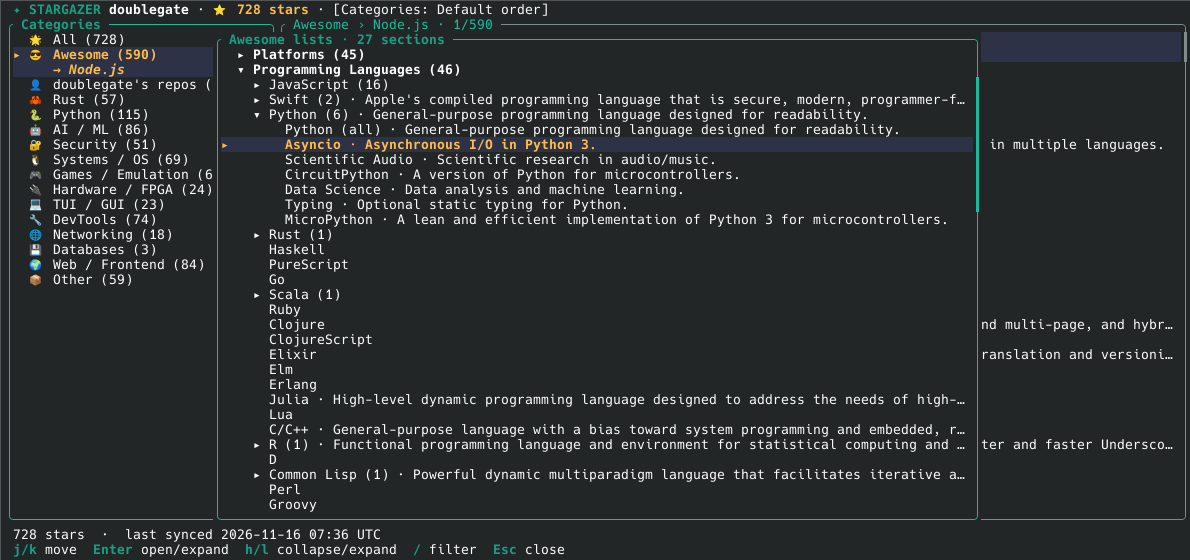 ✦ STARGAZER doublegate · ⭐ 728 stars · [Categories: Default order]
Categories
Awesome › Node.js · 1/590
🌟 All (728)
▸ 😎 Awesome (590)
→ Node.js
👤 doublegate's repos (
🦀 Rust (57)
🐍 Python (115)
🤖 AI / ML (86)
🔐 Security (51)
🐧 Systems / OS (69)
🎮 Games / Emulation (6
🔌 Hardware / FPGA (24)
💻 TUI / GUI (23)
🔧 DevTools (74)
🌐 Networking (18)
💾 Databases (3)
🌍 Web / Frontend (84)
📦 Other (59)
Awesome lists · 27 sections
▸ Platforms (45)
▾ Programming Languages (46)
▸ JavaScript (16)
▸ Swift (2) · Apple's compiled programming language that is secure, modern, programmer-f…
▾ Python (6) · General-purpose programming language designed for readability.
Python (all) · General-purpose programming language designed for readability.
▸ Asyncio · Asynchronous I/O in Python 3.
Scientific Audio · Scientific research in audio/music.
CircuitPython · A version of Python for microcontrollers.
Data Science · Data analysis and machine learning.
Typing · Optional static typing for Python.
MicroPython · A lean and efficient implementation of Python 3 for microcontrollers.
▸ Rust (1)
Haskell
PureScript
Go
▸ Scala (1)
Ruby
Clojure
ClojureScript
Elixir
Elm
Erlang
Julia · High-level dynamic programming language designed to address the needs of high-…
Lua
C/C++ · General-purpose language with a bias toward system programming and embedded, r…
▸ R (1) · Functional programming language and environment for statistical computing and …
D
▸ Common Lisp (1) · Powerful dynamic multiparadigm language that facilitates iterative a…
Perl
Groovy
in multiple languages.
nd multi-page, and hybr…
ranslation and versioni…
ter and faster Undersco…
728 stars · last synced 2026-11-16 07:36 UTC
j/k move Enter open/expand h/l collapse/expand / filter Esc close